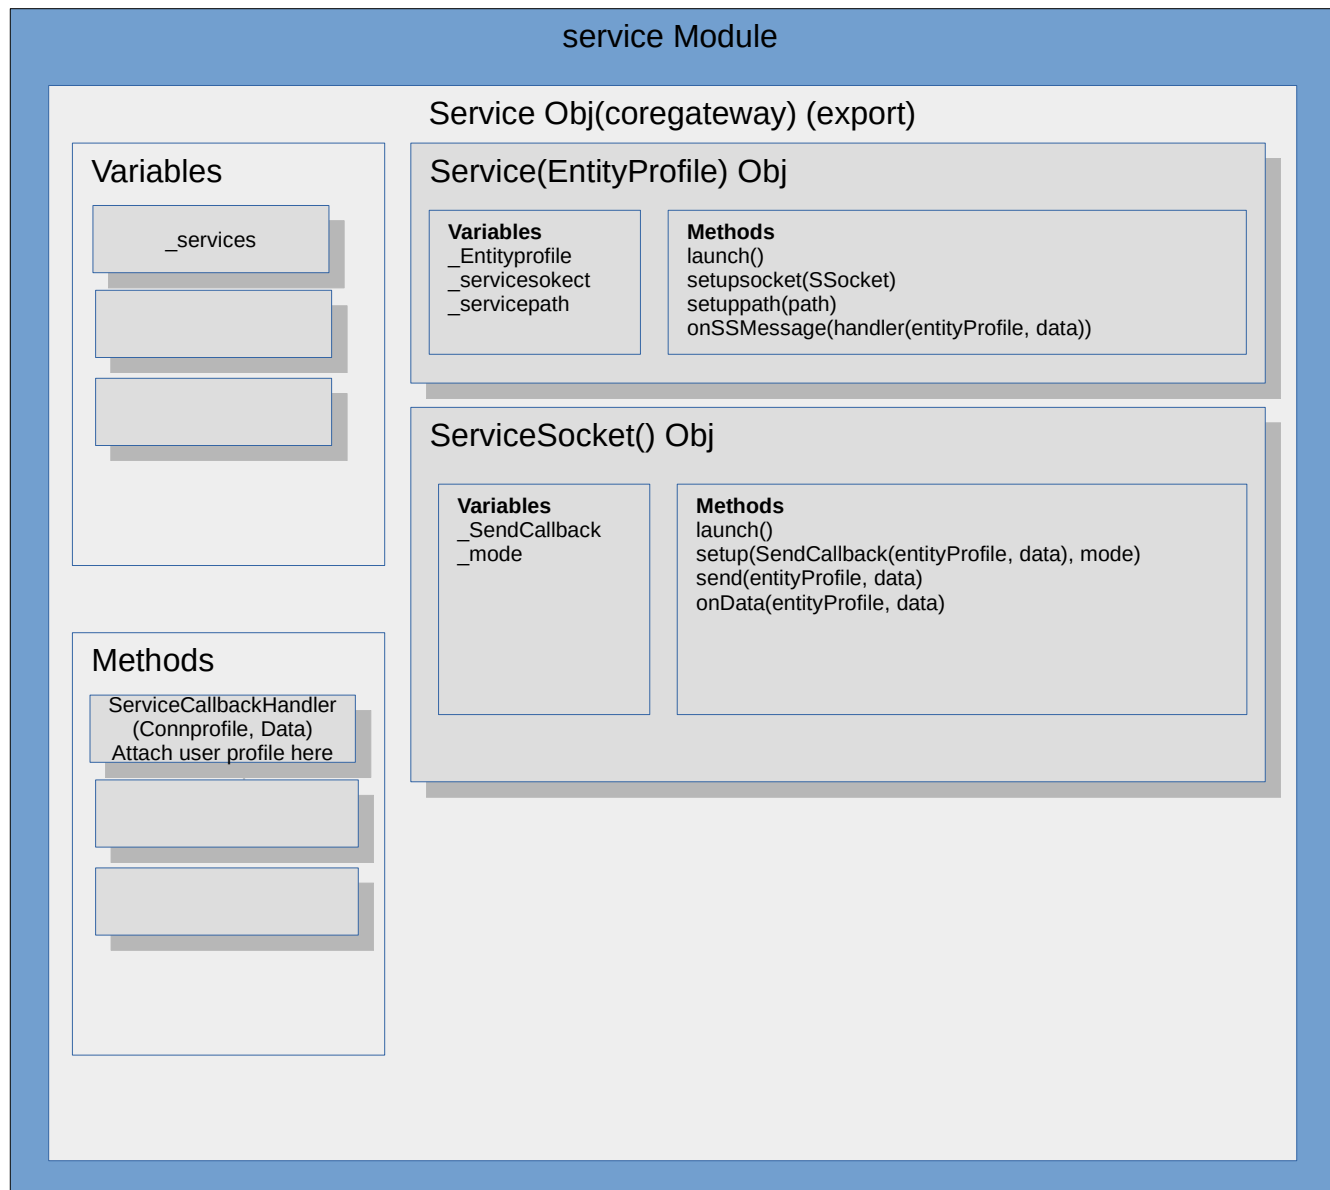 service Module
Service Obj(coregateway) (export)
Variables
_services
Methods
ServiceCallbackHandler
(Connprofile, Data)
Attach user profile here
Service(EntityProfile) Obj
Variables
_Entityprofile
_servicesokect
_servicepath
Methods
launch()
setupsocket(SSocket)
setuppath(path)
onSSMessage(handler(entityProfile, data))
ServiceSocket() Obj
Variables
_SendCallback
_mode
Methods
launch()
setup(SendCallback(entityProfile, data), mode)
send(entityProfile, data)
onData(entityProfile, data)